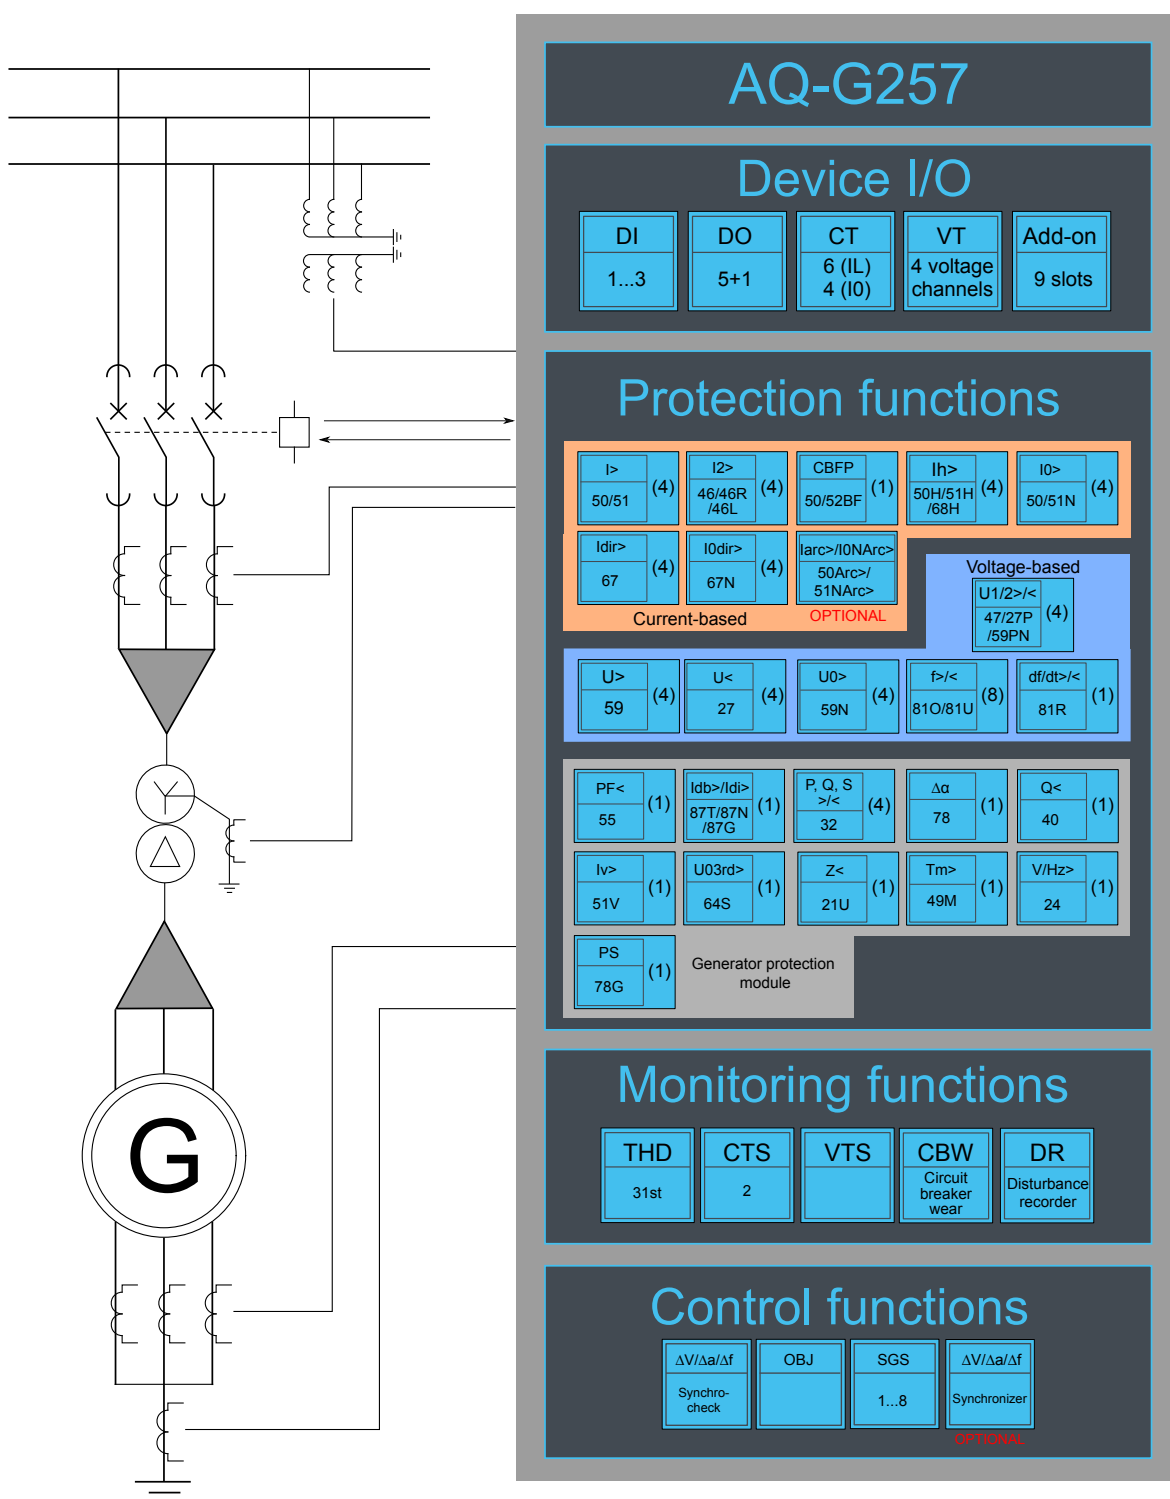 AQ-G257
Device I/O
DI
1...3
DO
5+1
CT
6 (IL)
4 (I0)
VT
4 voltage
channels
Add-on
9 slots
Protection functions
I>
50/51
(4)
I2>
46/46R
/46L
(4)
CBFP
50/52BF
(1)
Ih>
50H/51H
/68H
(4)
I0>
50/51N
(4)
Idir>
67
(4)
I0dir>
67N
(4)
Iarc>/I0NArc>
50Arc>/
51NArc>
Current-based
OPTIONAL
Voltage-based
U1/2>/<
47/27P
/59PN
(4)
U>
59
(4)
U<
27
(4)
U0>
59N
(4)
f>/<
81O/81U
(8)
df/dt>/<
81R
(1)
PF<
55
(1)
Idb>/Idi>
87T/87N
/87G
(1)
P, Q, S
>/<
32
(4)
Δα
78
(1)
Q<
40
(1)
Iv>
51V
(1)
U03rd>
64S
(1)
Z<
21U
(1)
Tm>
49M
(1)
V/Hz>
24
(1)
PS
78G
(1)
Generator protection
module
G
Monitoring functions
THD
31st
CTS
2
VTS
CBW
Circuit
breaker
wear
DR
Disturbance
recorder
Control functions
ΔV/Δa/Δf
Synchro-
check
OBJ
SGS
1...8
ΔV/Δa/Δf
Synchronizer
OPTIONAL